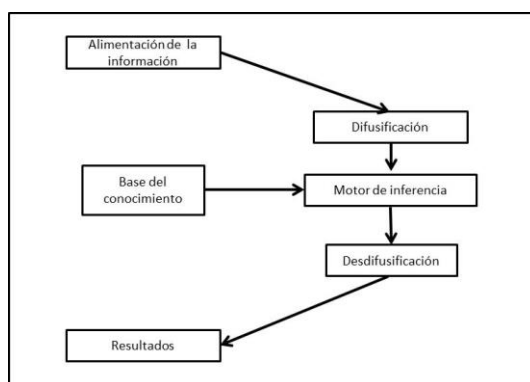 Alimentación de la
información
Difusificación
Base del
conocimiento
Motor de inferencia
Desdifusificación
Resultados